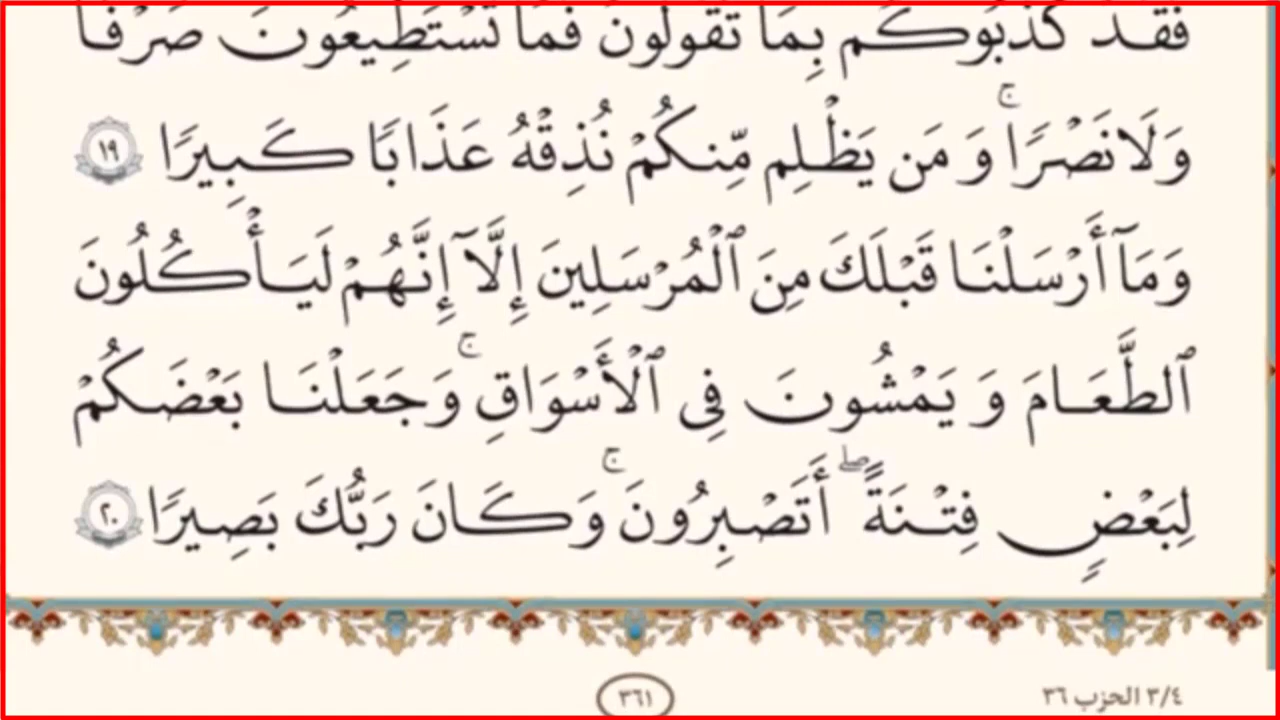 فَقَدْ كَذَّبُوكُم بِمَا تَقُولُونَ فَمَا تَسْتَطِيعُونَ صَرْفًا
وَلَا نَصْرًا ۚ وَمَن يَظْلِم مِّنكُمْ نُذِقْهُ عَذَابًا كَبِيرًا ١٩
وَمَآ أَرْسَلْنَا قَبْلَكَ مِنَ ٱلْمُرْسَلِينَ إِلَّآ إِنَّهُمْ لَيَأْكُلُونَ
ٱلطَّعَامَ وَيَمْشُونَ فِى ٱلْأَسْوَاقِ ۚ وَجَعَلْنَا بَعْضَكُمْ
لِبَعْضٍ فِتْنَةً ۖ أَتَصْبِرُونَ ۚ وَكَانَ رَبُّكَ بَصِيرًا ٢٠
٣/٤ الحزب ٣٦
٣٦١